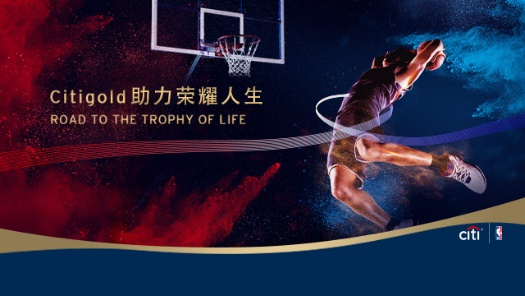 Citigold助力荣耀人生
ROAD TO THE TROPHY OF LIFE
citi